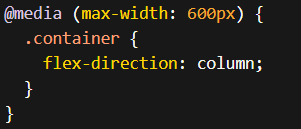 @media (max-width: 600px) {
  .container {
    flex-direction: column;
  }
}